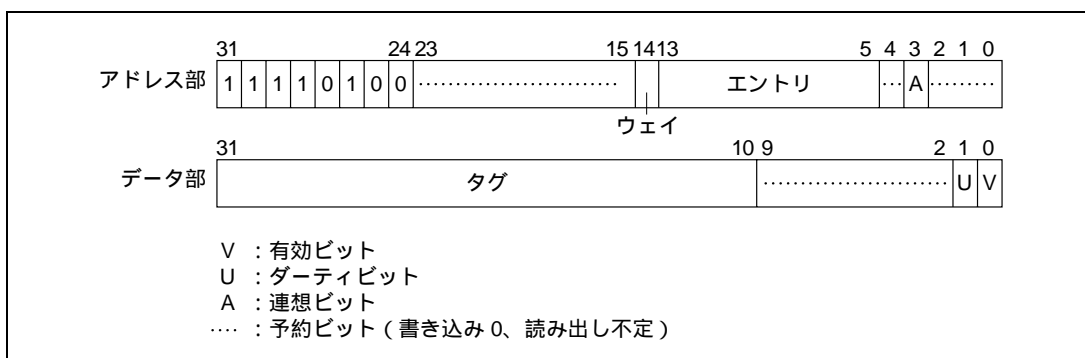 31 24 23 15 14 13 5 4 3 2 1 0
アドレス部 1 1 1 1 0 1 0 0 ………… エントリ … A ………
ウェイ
31 10 9 2 1 0
データ部 タグ ………… U V
V : 有効ビット
U : ダーティビット
A : 連想ビット
…… : 予約ビット ( 書き込み 0、読み出し不定 )